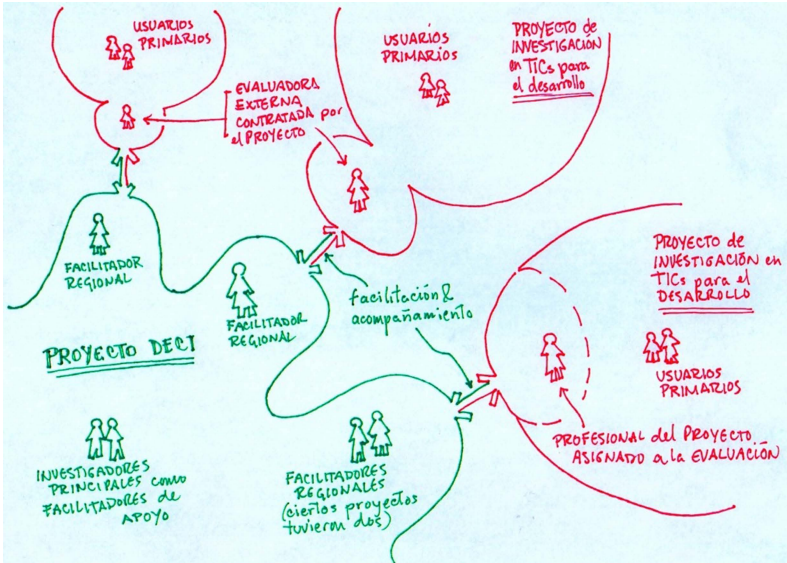 USUARIOS
PRIMARIOS
EVALUADORA
EXTERNA
CONTRATADA por
el PROYECTO
USUARIOS
PRIMARIOS
PROYECTO de
INVESTIGACIÓN
en TICs para
el desarrollo
FACILITADOR
REGIONAL
FACILITADOR
REGIONAL
facilitación &
acompañamiento
PROYECTO de
INVESTIGACIÓN en
TICs para el
DESARROLLO
USUARIOS
PRIMARIOS
PROFESIONAL del PROYECTO
ASIGNADO a la EVALUACIÓN
PROYECTO DECI
INVESTIGADORES
PRINCIPALES como
FACILITADORES de
APOYO
FACILITADORES
REGIONALES
(ciertos proyectos
tuvieron dos)